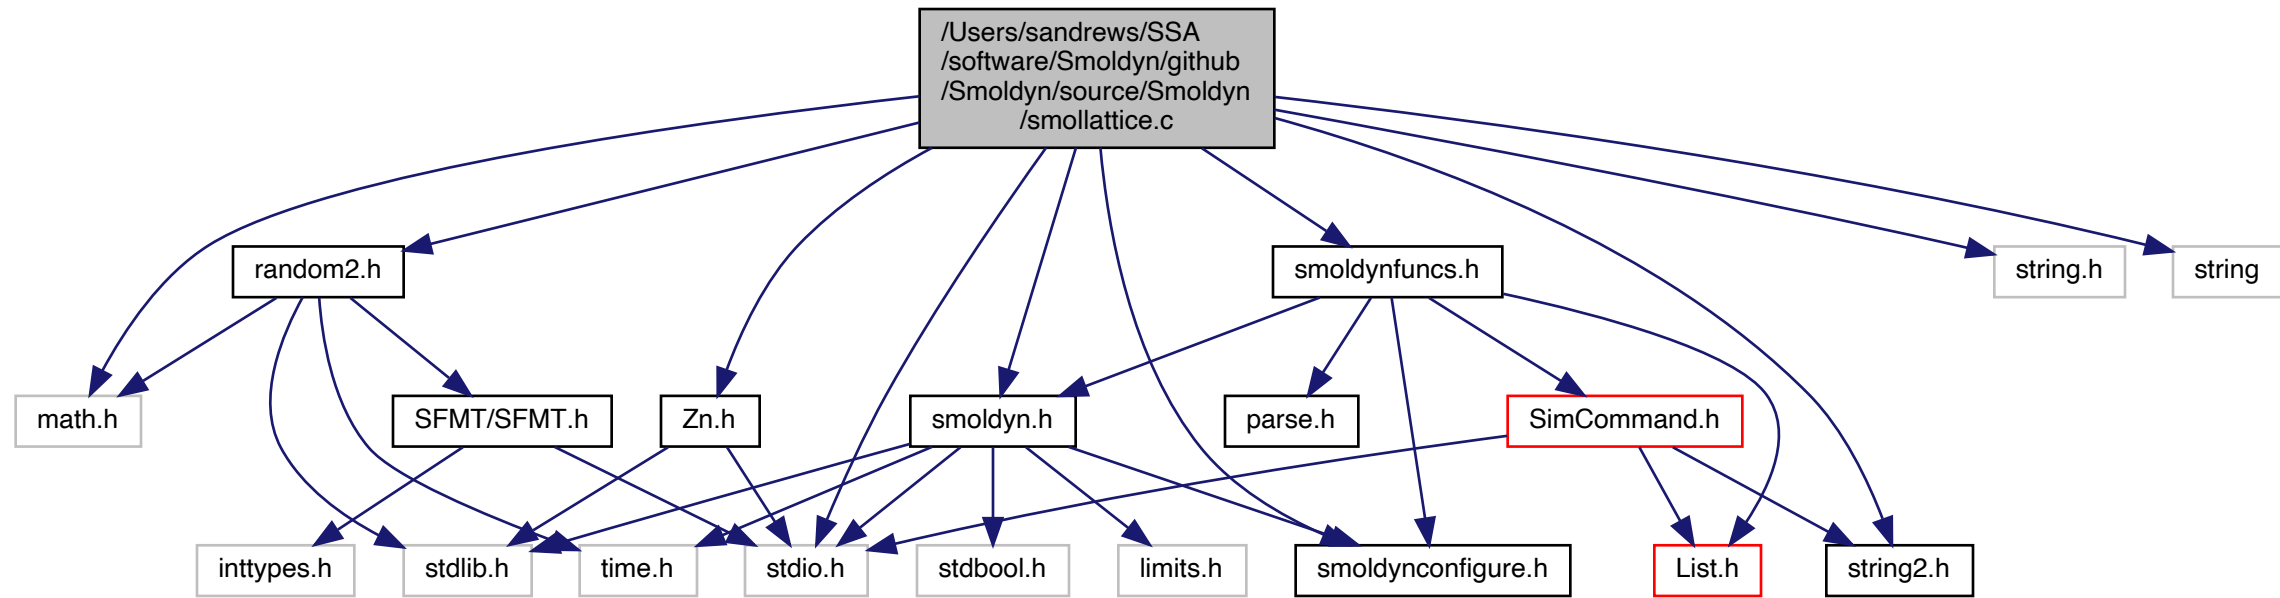 /Users/sandrews/SSA
/software/Smoldyn/github
/Smoldyn/source/Smoldyn
/smollattice.c
random2.h
smoldynfuncs.h
string.h
string
math.h
SFMT/SFMT.h
Zn.h
smoldyn.h
parse.h
SimCommand.h
inttypes.h
stdlib.h
time.h
stdio.h
stdbool.h
limits.h
smoldynconfigure.h
List.h
string2.h